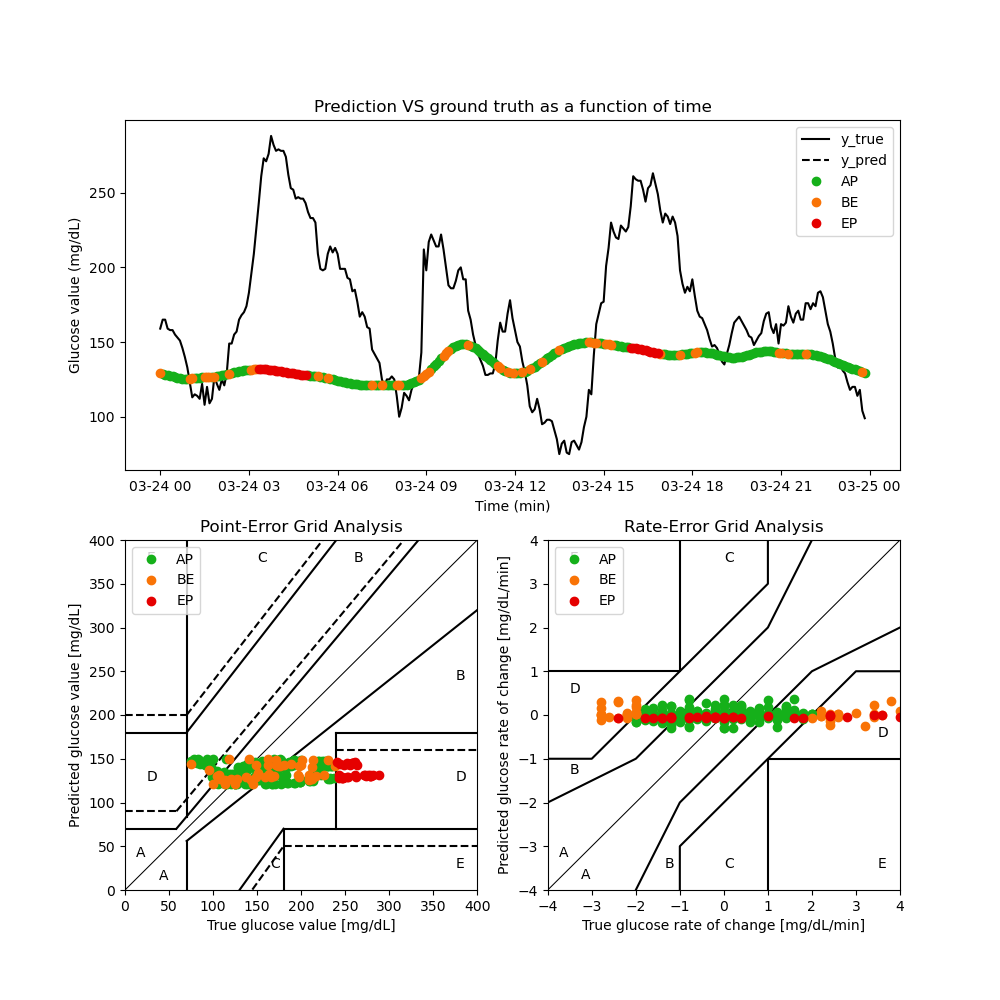 Prediction VS ground truth as a function of time
y_true
y_pred
AP
BE
EP
250
200
150
100
Glucose value (mg/dL)
03-24 00 03-24 03 03-24 06 03-24 09 03-24 12 03-24 15 03-24 18 03-24 21 03-25 00
Time (min)
Point-Error Grid Analysis
AP
BE
EP
C
B
B
D
D
A
A
C
E
400
350
300
250
200
150
100
50
0
Predicted glucose value [mg/dL]
0 50 100 150 200 250 300 350 400
True glucose value [mg/dL]
Rate-Error Grid Analysis
AP
BE
EP
C
D
D
B
A
A
B
C
E
4
3
2
1
0
−1
−2
−3
−4
Predicted glucose rate of change [mg/dL/min]
−4 −3 −2 −1 0 1 2 3 4
True glucose rate of change [mg/dL/min]